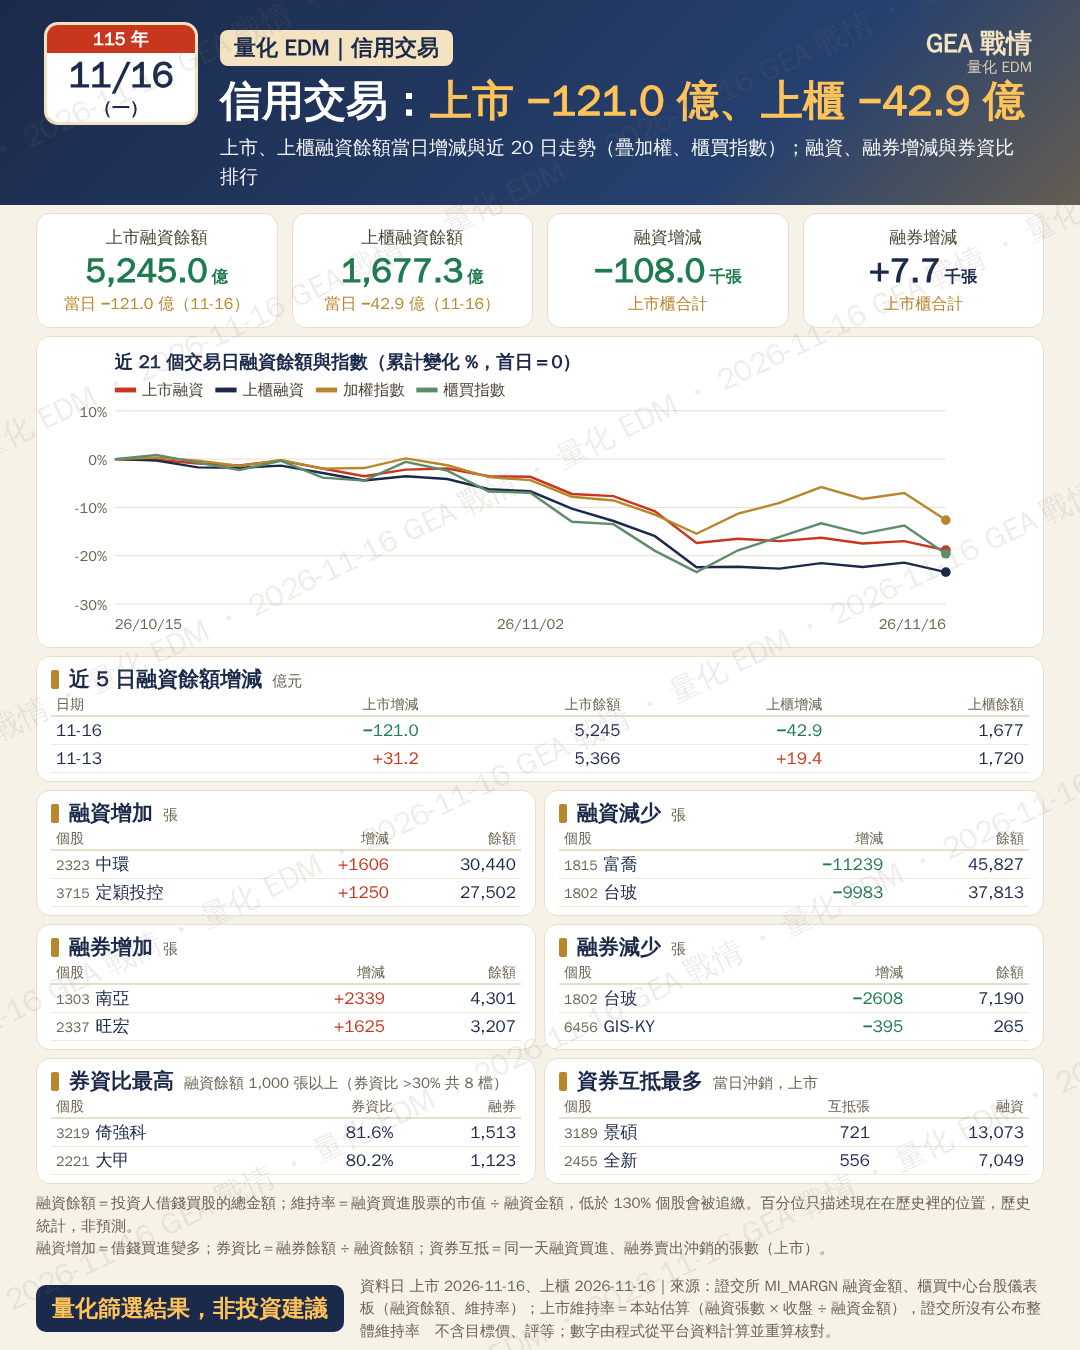 115 年
11/16
（一）
量化 EDM｜信用交易
GEA 戰情
量化 EDM
信用交易：上市 −121.0 億、上櫃 −42.9 億
上市、上櫃融資餘額當日增減與近 20 日走勢（疊加權、櫃買指數）；融資、融券增減與券資比
排行
上市融資餘額
5,245.0 億
當日 −121.0 億（11-16）
上櫃融資餘額
1,677.3 億
當日 −42.9 億（11-16）
融資增減
−108.0 千張
上市櫃合計
融券增減
+7.7 千張
上市櫃合計
近 21 個交易日融資餘額與指數（累計變化 %，首日＝0）
上市融資 上櫃融資 加權指數 櫃買指數
10%
0%
-10%
-20%
-30%
26/10/15 26/11/02 26/11/16
近 5 日融資餘額增減 億元
日期 上市增減 上市餘額 上櫃增減 上櫃餘額
11-16 −121.0 5,245 −42.9 1,677
11-13 +31.2 5,366 +19.4 1,720
融資增加 張
個股 增減 餘額
2323 中環 +1606 30,440
3715 定穎投控 +1250 27,502
融資減少 張
個股 增減 餘額
1815 富喬 −11239 45,827
1802 台玻 −9983 37,813
融券增加 張
個股 增減 餘額
1303 南亞 +2339 4,301
2337 旺宏 +1625 3,207
融券減少 張
個股 增減 餘額
1802 台玻 −2608 7,190
6456 GIS-KY −395 265
券資比最高 融資餘額 1,000 張以上（券資比 >30% 共 8 檔）
個股 券資比 融券
3219 倚強科 81.6% 1,513
2221 大甲 80.2% 1,123
資券互抵最多 當日沖銷，上市
個股 互抵張 融資
3189 景碩 721 13,073
2455 全新 556 7,049
融資餘額＝投資人借錢買股的總金額；維持率＝融資買進股票的市值 ÷ 融資金額，低於 130% 個股會被追繳。百分位只描述現在在歷史裡的位置，歷史
統計，非預測。
融資增加＝借錢買進變多；券資比＝融券餘額 ÷ 融資餘額；資券互抵＝同一天融資買進、融券賣出沖銷的張數（上市）。
量化篩選結果，非投資建議
資料日 上市 2026-11-16、上櫃 2026-11-16｜來源：證交所 MI_MARGN 融資金額、櫃買中心台股儀表
板（融資餘額、維持率）；上市維持率＝本站估算（融資張數 × 收盤 ÷ 融資金額），證交所沒有公布整
體維持率　不含目標價、評等；數字由程式從平台資料計算並重算核對。